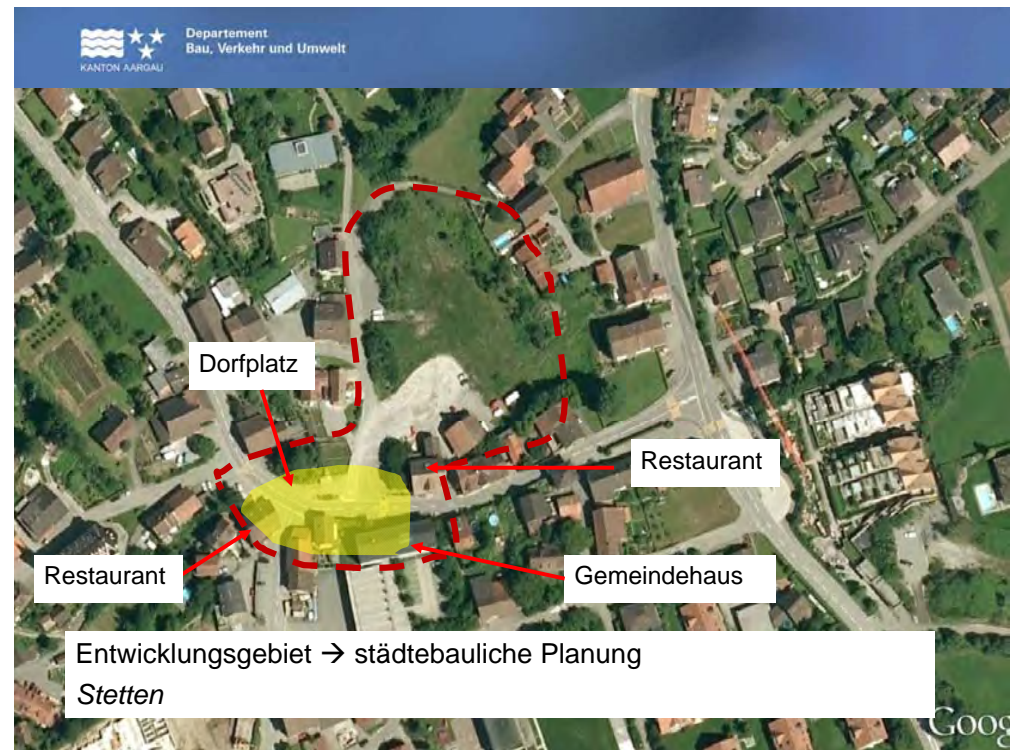 Departement
Bau, Verkehr und Umwelt
KANTON AARGAU
Dorfplatz
Restaurant
Restaurant
Gemeindehaus
Entwicklungsgebiet → städtebauliche Planung
Stetten
Goog